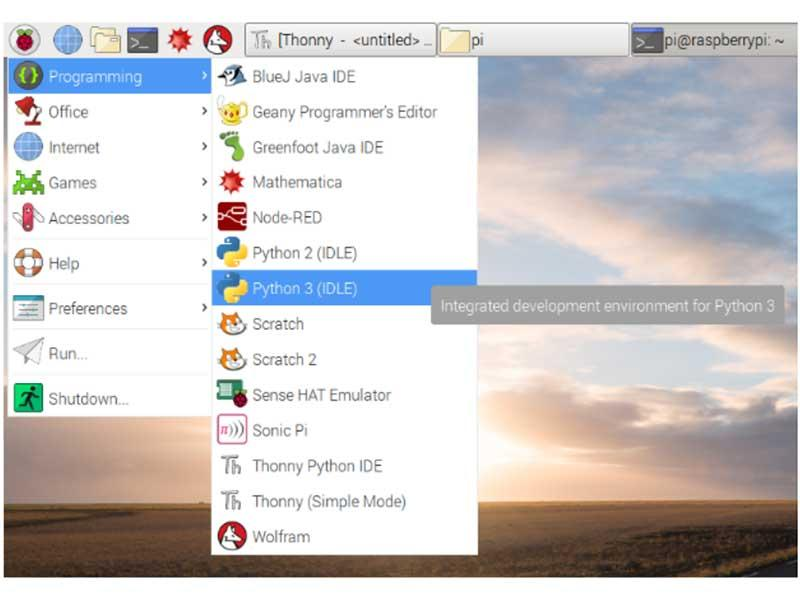 [Thonny - <untitled> ...
pi
pi@raspberrypi: ~
Programming
Office
Internet
Games
Accessories
Help
Preferences
Run...
Shutdown...
BlueJ Java IDE
Geany Programmer's Editor
Greenfoot Java IDE
Mathematica
Node-RED
Python 2 (IDLE)
Python 3 (IDLE)
Integrated development environment for Python 3
Scratch
Scratch 2
Sense HAT Emulator
Sonic Pi
Thonny Python IDE
Thonny (Simple Mode)
Wolfram